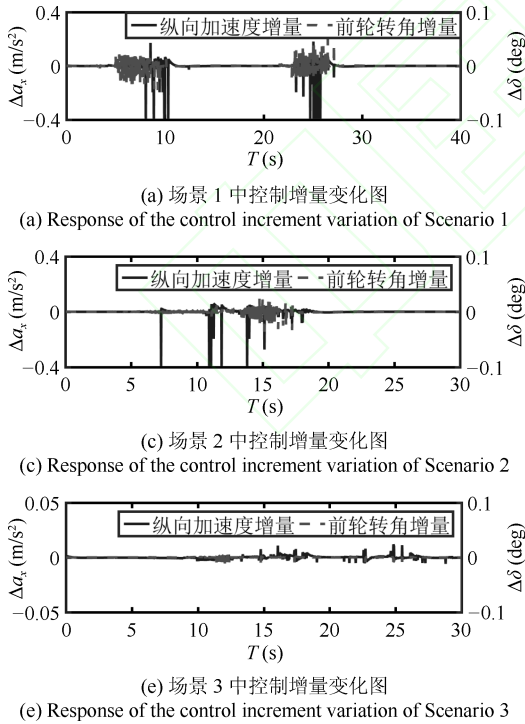 0.4 0.1
纵向加速度增量 前轮转角增量
Δaₓ (m/s²) 0 0 Δδ (deg)
−0.4 −0.1
0 10 20 30 40
T (s)
(a) 场景 1 中控制增量变化图
(a) Response of the control increment variation of Scenario 1
0.4 0.1
纵向加速度增量 前轮转角增量
Δaₓ (m/s²) 0 0 Δδ (deg)
−0.4 −0.1
0 5 10 15 20 25 30
T (s)
(c) 场景 2 中控制增量变化图
(c) Response of the control increment variation of Scenario 2
0.05 0.1
纵向加速度增量 前轮转角增量
Δaₓ (m/s²) 0 0 Δδ (deg)
−0.05 −0.1
0 5 10 15 20 25 30
T (s)
(e) 场景 3 中控制增量变化图
(e) Response of the control increment variation of Scenario 3